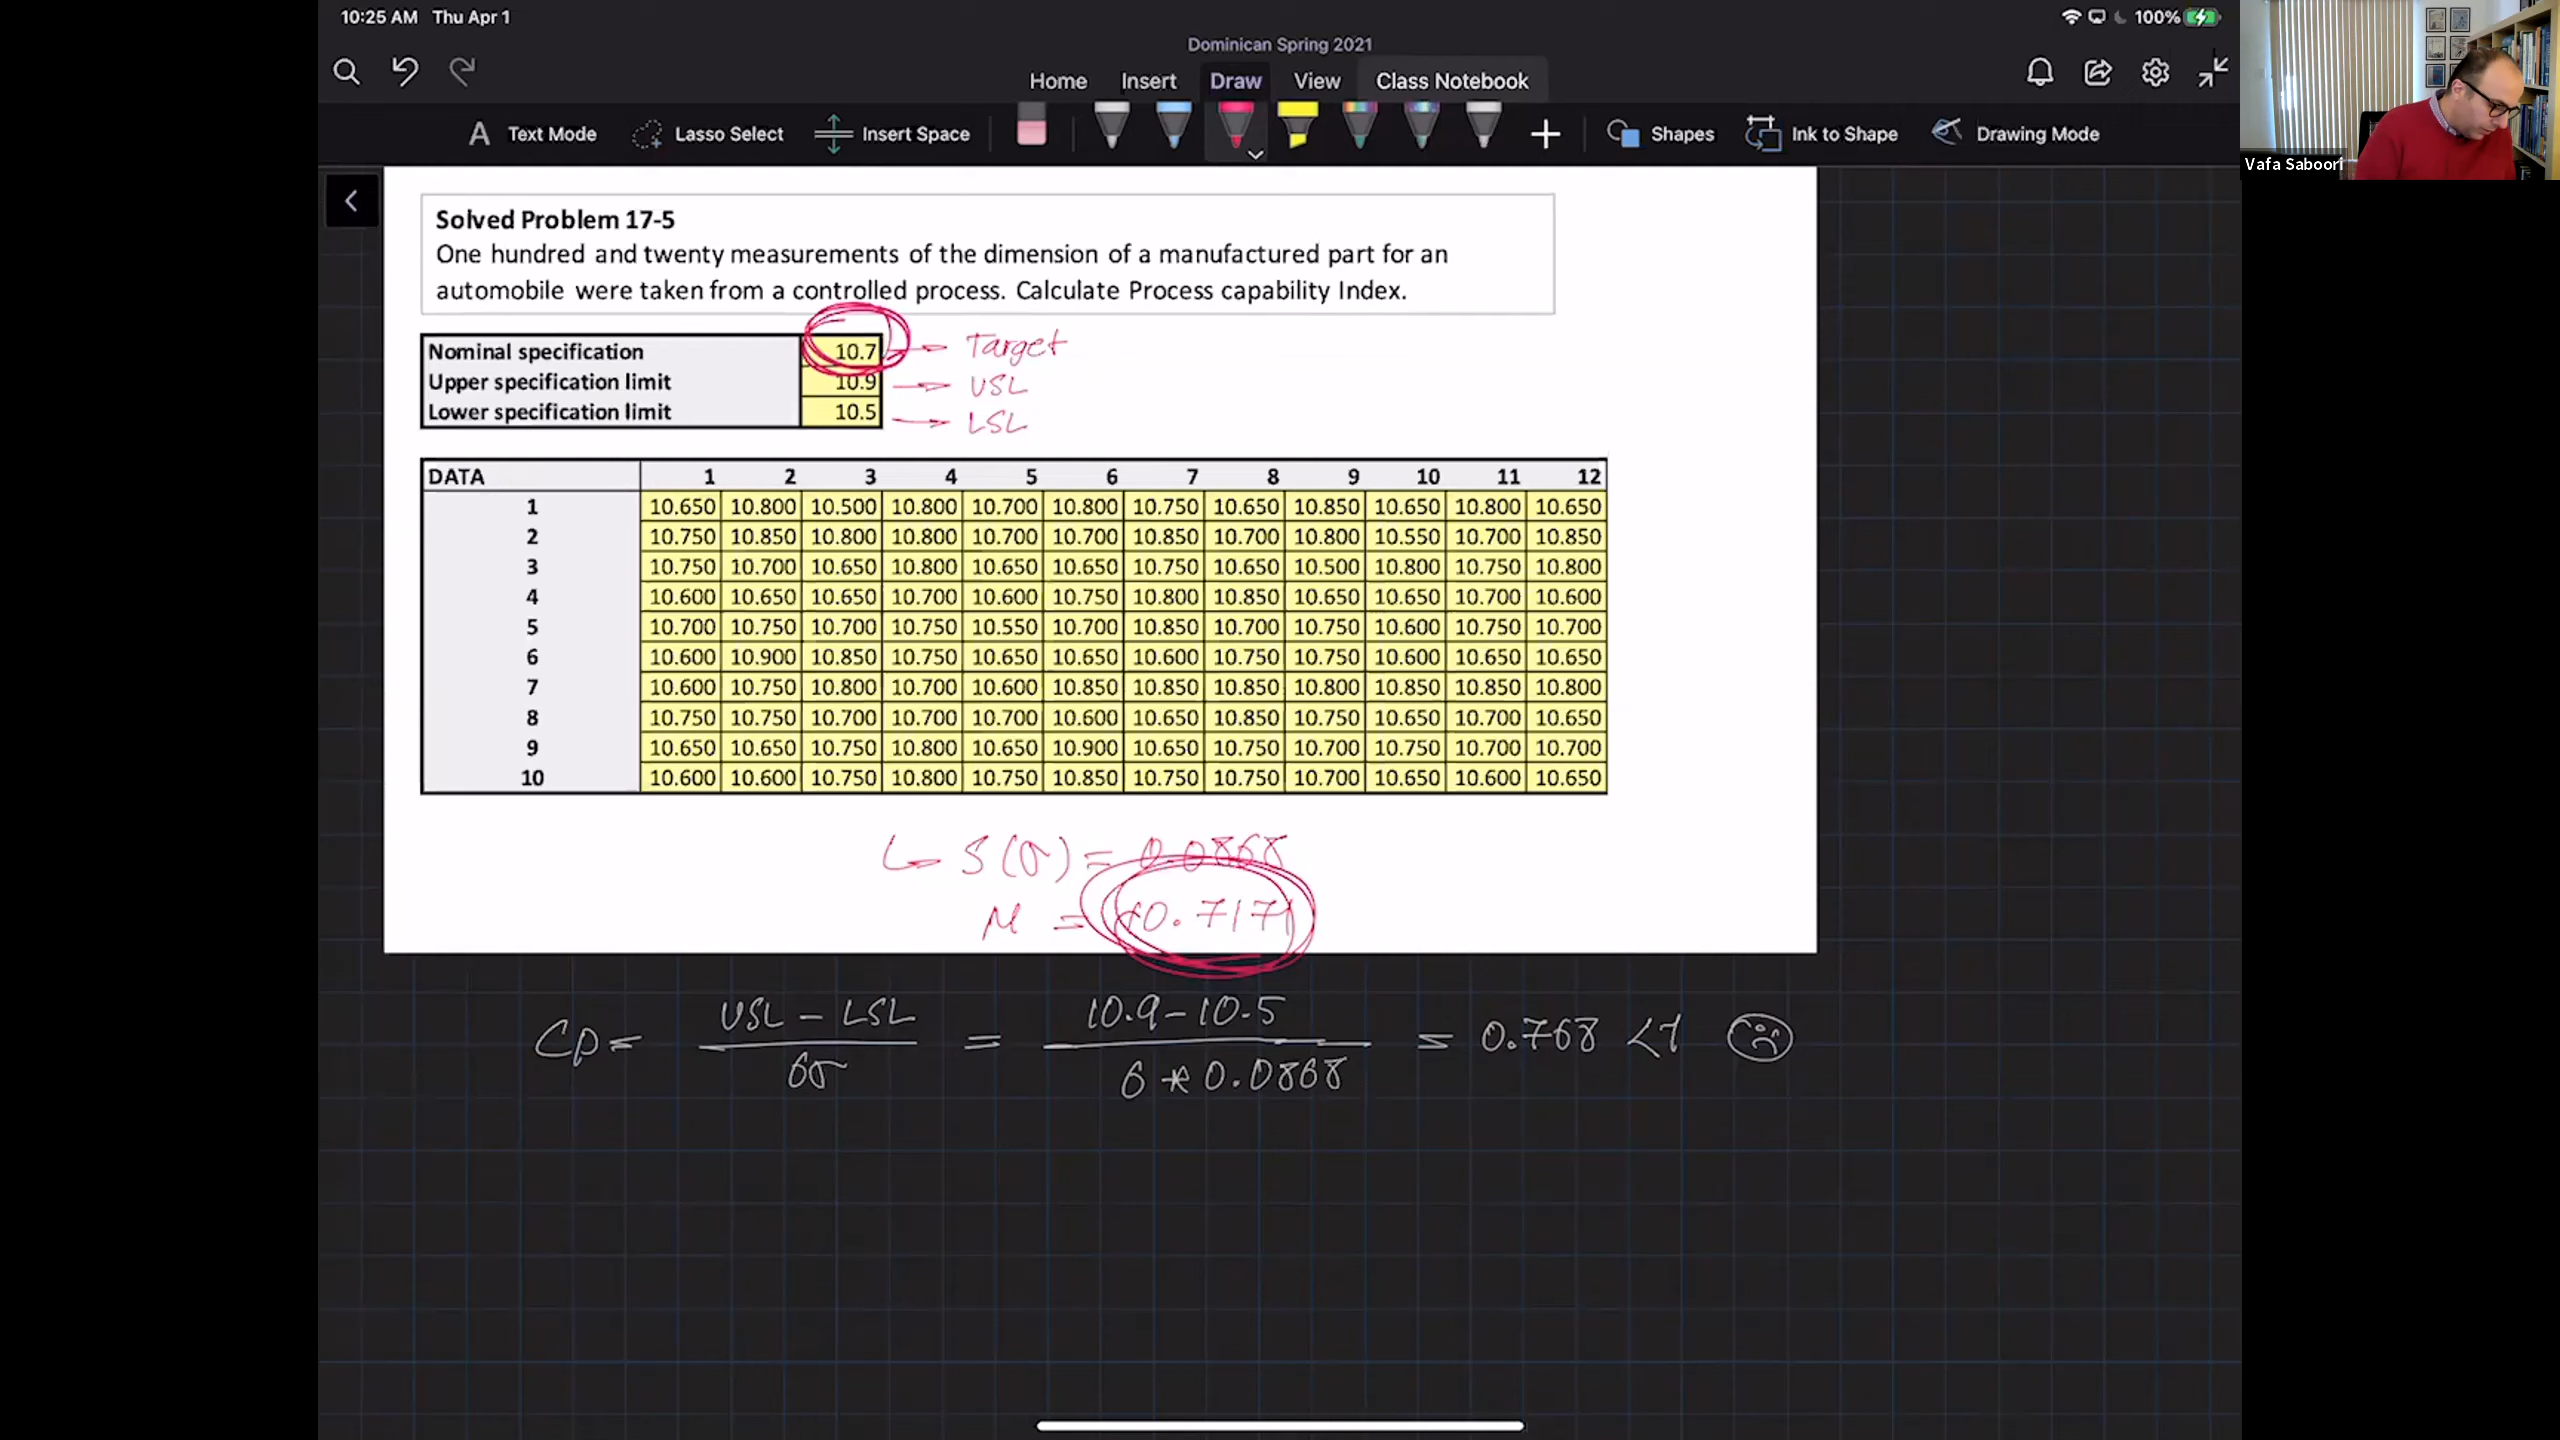 10:25 AM Thu Apr 1
100%
Dominican Spring 2021
Home Insert Draw View Class Notebook
Text Mode Lasso Select Insert Space Shapes Ink to Shape Drawing Mode
Vafa Saboori
Solved Problem 17-5
One hundred and twenty measurements of the dimension of a manufactured part for an
automobile were taken from a controlled process. Calculate Process capability Index.
Nominal specification 10.7 → Target
Upper specification limit 10.9 → USL
Lower specification limit 10.5 → LSL
DATA 1 2 3 4 5 6 7 8 9 10 11 12
1 10.650 10.800 10.500 10.800 10.700 10.800 10.750 10.650 10.850 10.650 10.800 10.650
2 10.750 10.850 10.800 10.800 10.700 10.700 10.850 10.700 10.800 10.550 10.700 10.850
3 10.750 10.700 10.650 10.800 10.650 10.650 10.750 10.650 10.500 10.800 10.750 10.800
4 10.600 10.650 10.650 10.700 10.600 10.750 10.800 10.850 10.650 10.650 10.700 10.600
5 10.700 10.750 10.700 10.750 10.550 10.700 10.850 10.700 10.750 10.600 10.750 10.700
6 10.600 10.900 10.850 10.750 10.650 10.650 10.600 10.750 10.750 10.600 10.650 10.650
7 10.600 10.750 10.800 10.700 10.600 10.850 10.850 10.850 10.800 10.850 10.850 10.800
8 10.750 10.750 10.700 10.700 10.700 10.600 10.650 10.850 10.750 10.650 10.700 10.650
9 10.650 10.650 10.750 10.800 10.650 10.900 10.650 10.750 10.700 10.750 10.700 10.700
10 10.600 10.600 10.750 10.800 10.750 10.850 10.750 10.750 10.700 10.650 10.600 10.650
↳ S(σ) = 0.0868
M = 10.7171
Cp = USL - LSL / 6σ = 10.9 - 10.5 / 6 * 0.0868 = 0.768 < 1